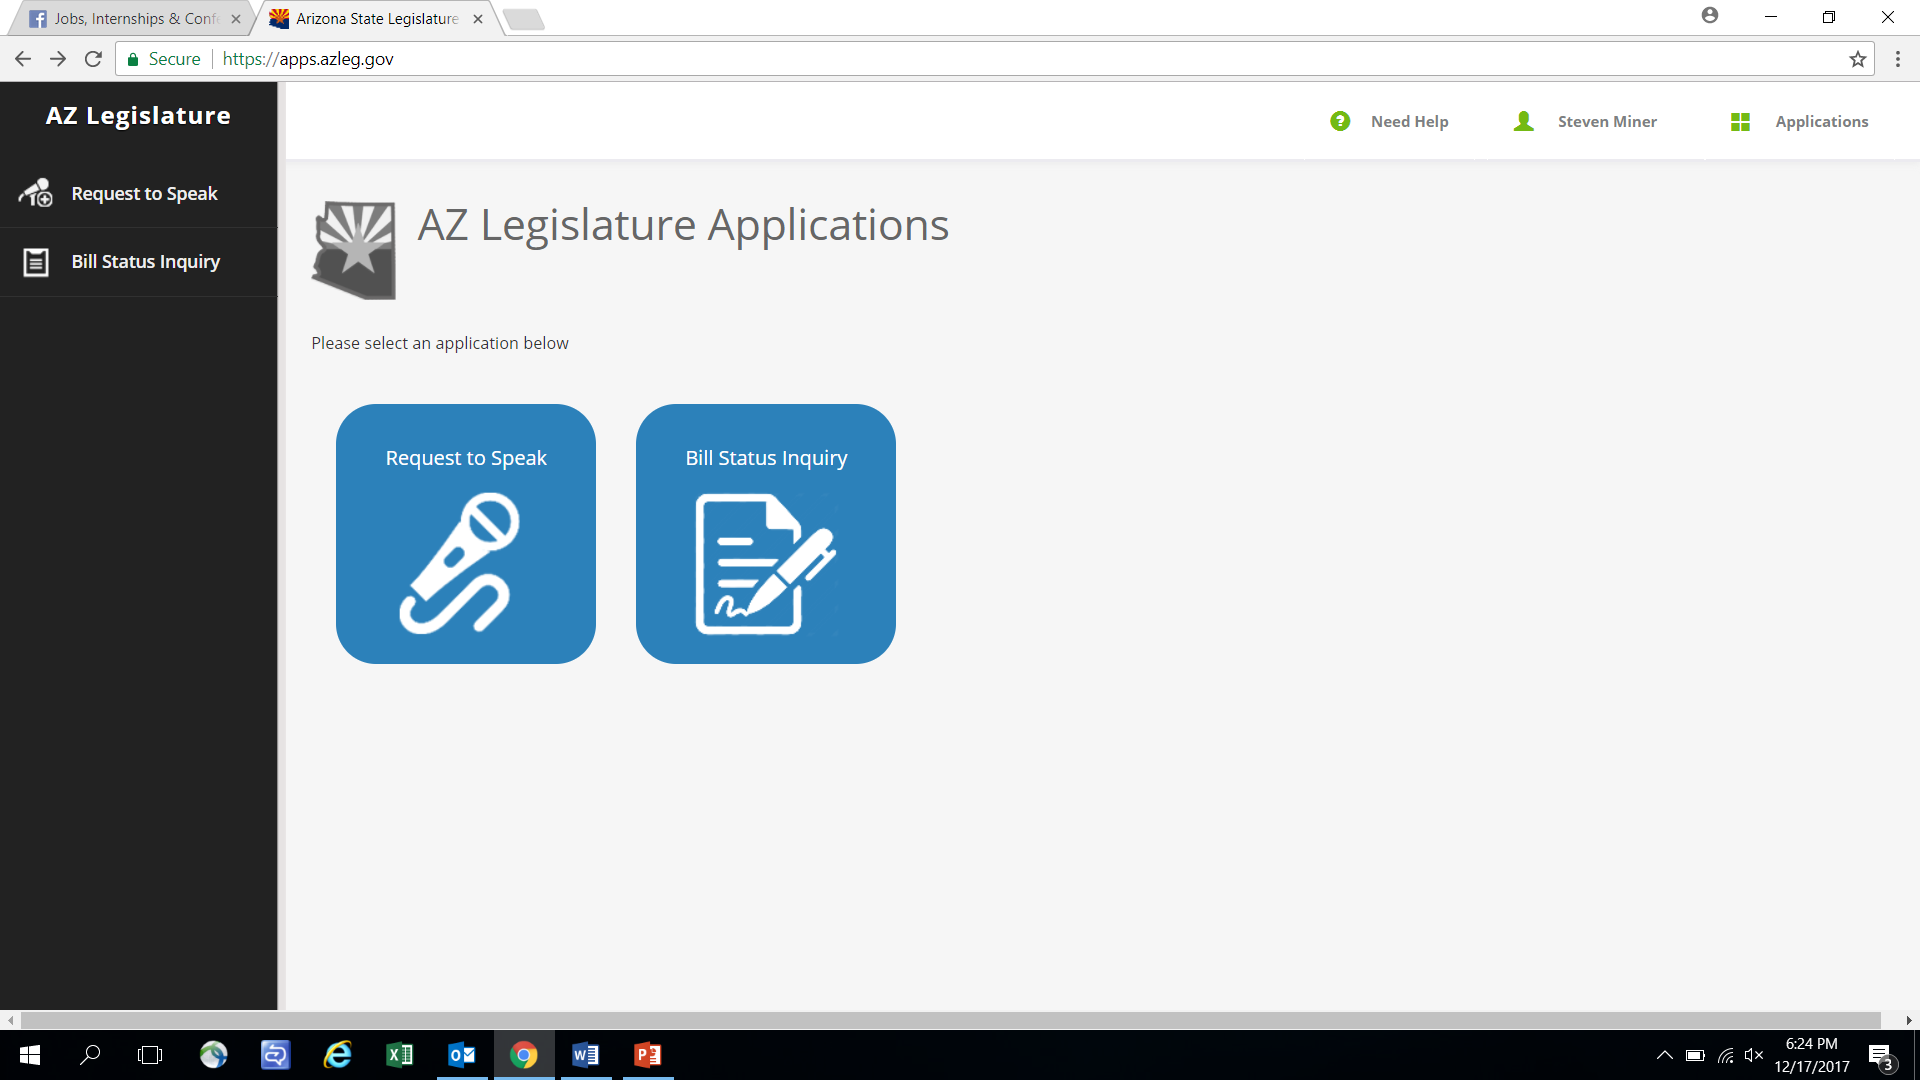 Jobs, Internships & Conf
Arizona State Legislature
Secure
https://apps.azleg.gov
AZ Legislature
Need Help
Steven Miner
Applications
Request to Speak
Bill Status Inquiry
AZ Legislature Applications
Please select an application below
Request to Speak
Bill Status Inquiry
6:24 PM
12/17/2017
3